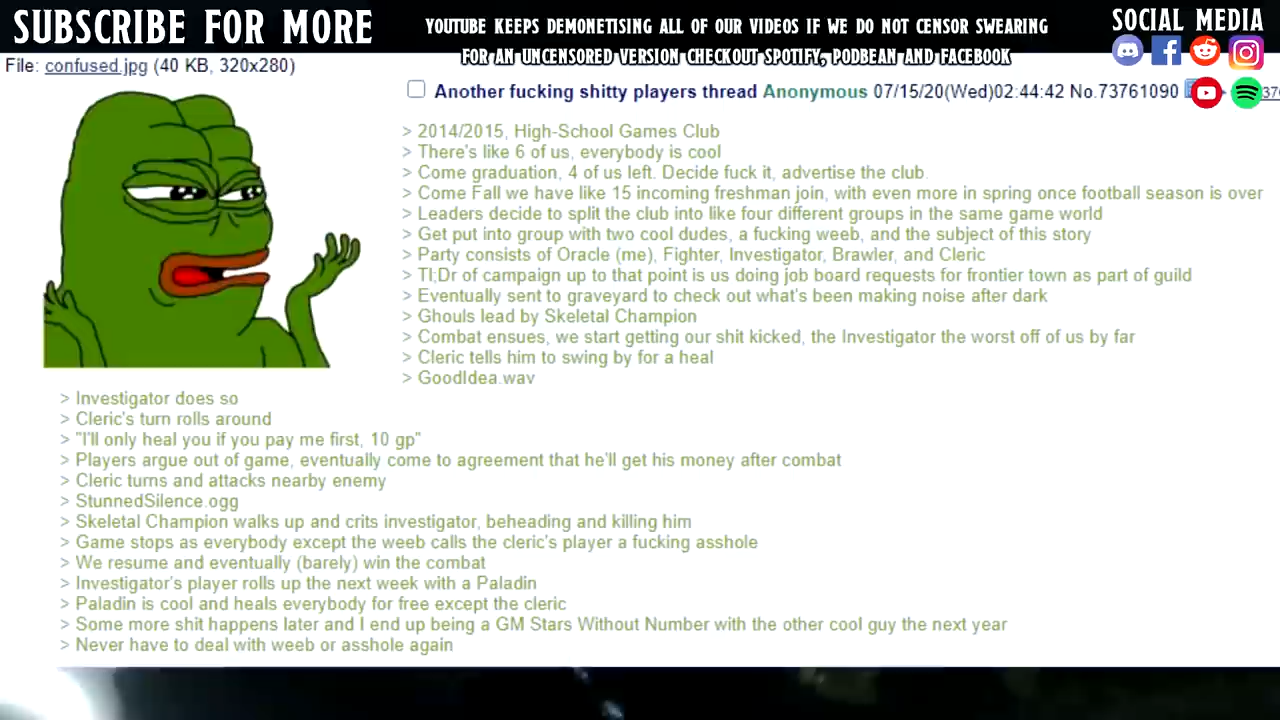 SUBSCRIBE FOR MORE
YOUTUBE KEEPS DEMONETISING ALL OF OUR VIDEOS IF WE DO NOT CENSOR SWEARING
FOR AN UNCENSORED VERSION CHECKOUT SPOTIFY, PODBEAN AND FACEBOOK
SOCIAL MEDIA
File: confused.jpg (40 KB, 320x280)
Another fucking shitty players thread Anonymous 07/15/20(Wed)02:44:42 No.73761090
> 2014/2015, High-School Games Club
> There's like 6 of us, everybody is cool
> Come graduation, 4 of us left. Decide fuck it, advertise the club.
> Come Fall we have like 15 incoming freshman join, with even more in spring once football season is over
> Leaders decide to split the club into like four different groups in the same game world
> Get put into group with two cool dudes, a fucking weeb, and the subject of this story
> Party consists of Oracle (me), Fighter, Investigator, Brawler, and Cleric
> Tl;Dr of campaign up to that point is us doing job board requests for frontier town as part of guild
> Eventually sent to graveyard to check out what's been making noise after dark
> Ghouls lead by Skeletal Champion
> Combat ensues, we start getting our shit kicked, the Investigator the worst off of us by far
> Cleric tells him to swing by for a heal
> GoodIdea.wav
> Investigator does so
> Cleric's turn rolls around
> "I'll only heal you if you pay me first, 10 gp"
> Players argue out of game, eventually come to agreement that he'll get his money after combat
> Cleric turns and attacks nearby enemy
> StunnedSilence.ogg
> Skeletal Champion walks up and crits investigator, beheading and killing him
> Game stops as everybody except the weeb calls the cleric's player a fucking asshole
> We resume and eventually (barely) win the combat
> Investigator's player rolls up the next week with a Paladin
> Paladin is cool and heals everybody for free except the cleric
> Some more shit happens later and I end up being a GM Stars Without Number with the other cool guy the next year
> Never have to deal with weeb or asshole again